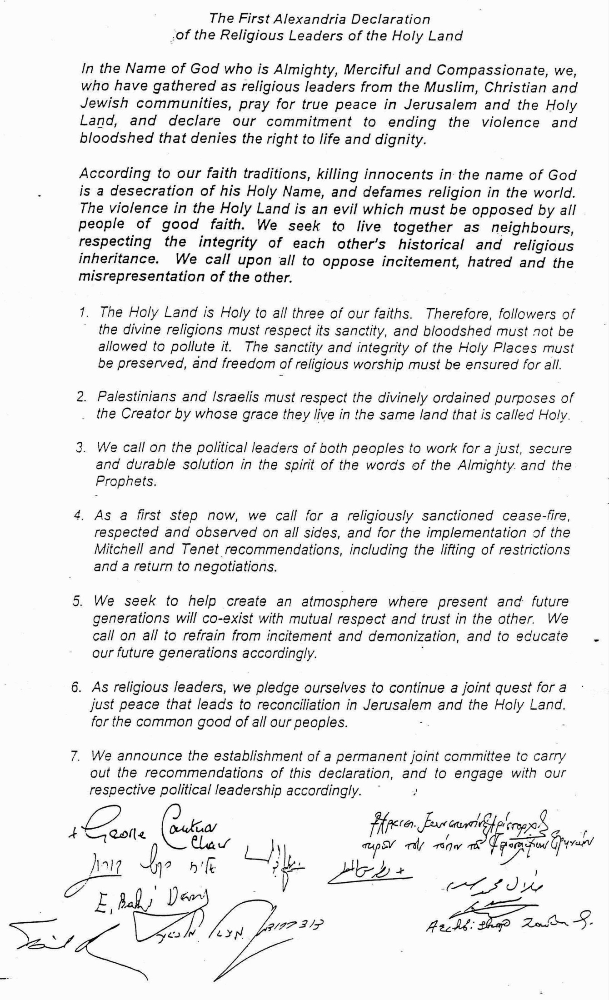 The First Alexandria Declaration
of the Religious Leaders of the Holy Land
In the Name of God who is Almighty, Merciful and Compassionate, we,
who have gathered as religious leaders from the Muslim, Christian and
Jewish communities, pray for true peace in Jerusalem and the Holy
Land, and declare our commitment to ending the violence and
bloodshed that denies the right to life and dignity.
According to our faith traditions, killing innocents in the name of God
is a desecration of his Holy Name, and defames religion in the world.
The violence in the Holy Land is an evil which must be opposed by all
people of good faith. We seek to live together as neighbours,
respecting the integrity of each other's historical and religious
inheritance. We call upon all to oppose incitement, hatred and the
misrepresentation of the other.
1. The Holy Land is Holy to all three of our faiths. Therefore, followers of
the divine religions must respect its sanctity, and bloodshed must not be
allowed to pollute it. The sanctity and integrity of the Holy Places must
be preserved, and freedom of religious worship must be ensured for all.
2. Palestinians and Israelis must respect the divinely ordained purposes of
the Creator by whose grace they live in the same land that is called Holy.
3. We call on the political leaders of both peoples to work for a just, secure
and durable solution in the spirit of the words of the Almighty and the
Prophets.
4. As a first step now, we call for a religiously sanctioned cease-fire,
respected and observed on all sides, and for the implementation of the
Mitchell and Tenet recommendations, including the lifting of restrictions
and a return to negotiations.
5. We seek to help create an atmosphere where present and future
generations will co-exist with mutual respect and trust in the other. We
call on all to refrain from incitement and demonization, and to educate
our future generations accordingly.
6. As religious leaders, we pledge ourselves to continue a joint quest for a
just peace that leads to reconciliation in Jerusalem and the Holy Land,
for the common good of all our peoples.
7. We announce the establishment of a permanent joint committee to carry
out the recommendations of this declaration, and to engage with our
respective political leadership accordingly.
+ George Cantuar
E,